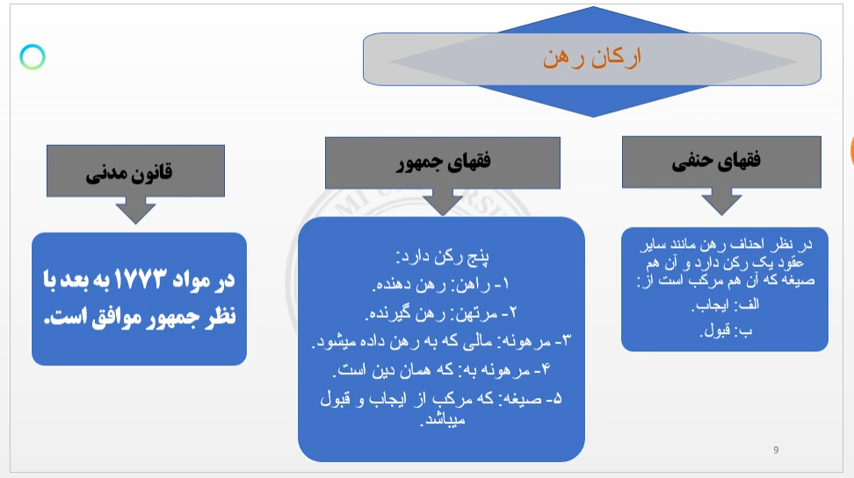 ارکان رهن
فقهای حنفی
در نظر احناف رهن مانند سایر
عقود یک رکن دارد و آن هم
صیغه که آن هم مرکب است از:
الف: ایجاب.
ب: قبول.
فقهای جمهور
پنج رکن دارد:
۱- راهن: رهن دهنده.
۲- مرتهن: رهن گیرنده.
۳- مرهونه: مالی که به رهن داده میشود.
۴- مرهونه به: که همان دین است.
۵- صیغه: که مرکب از ایجاب و قبول
میباشد.
قانون مدنی
در مواد ۱۷۷۳ به بعد با
نظر جمهور موافق است.
9